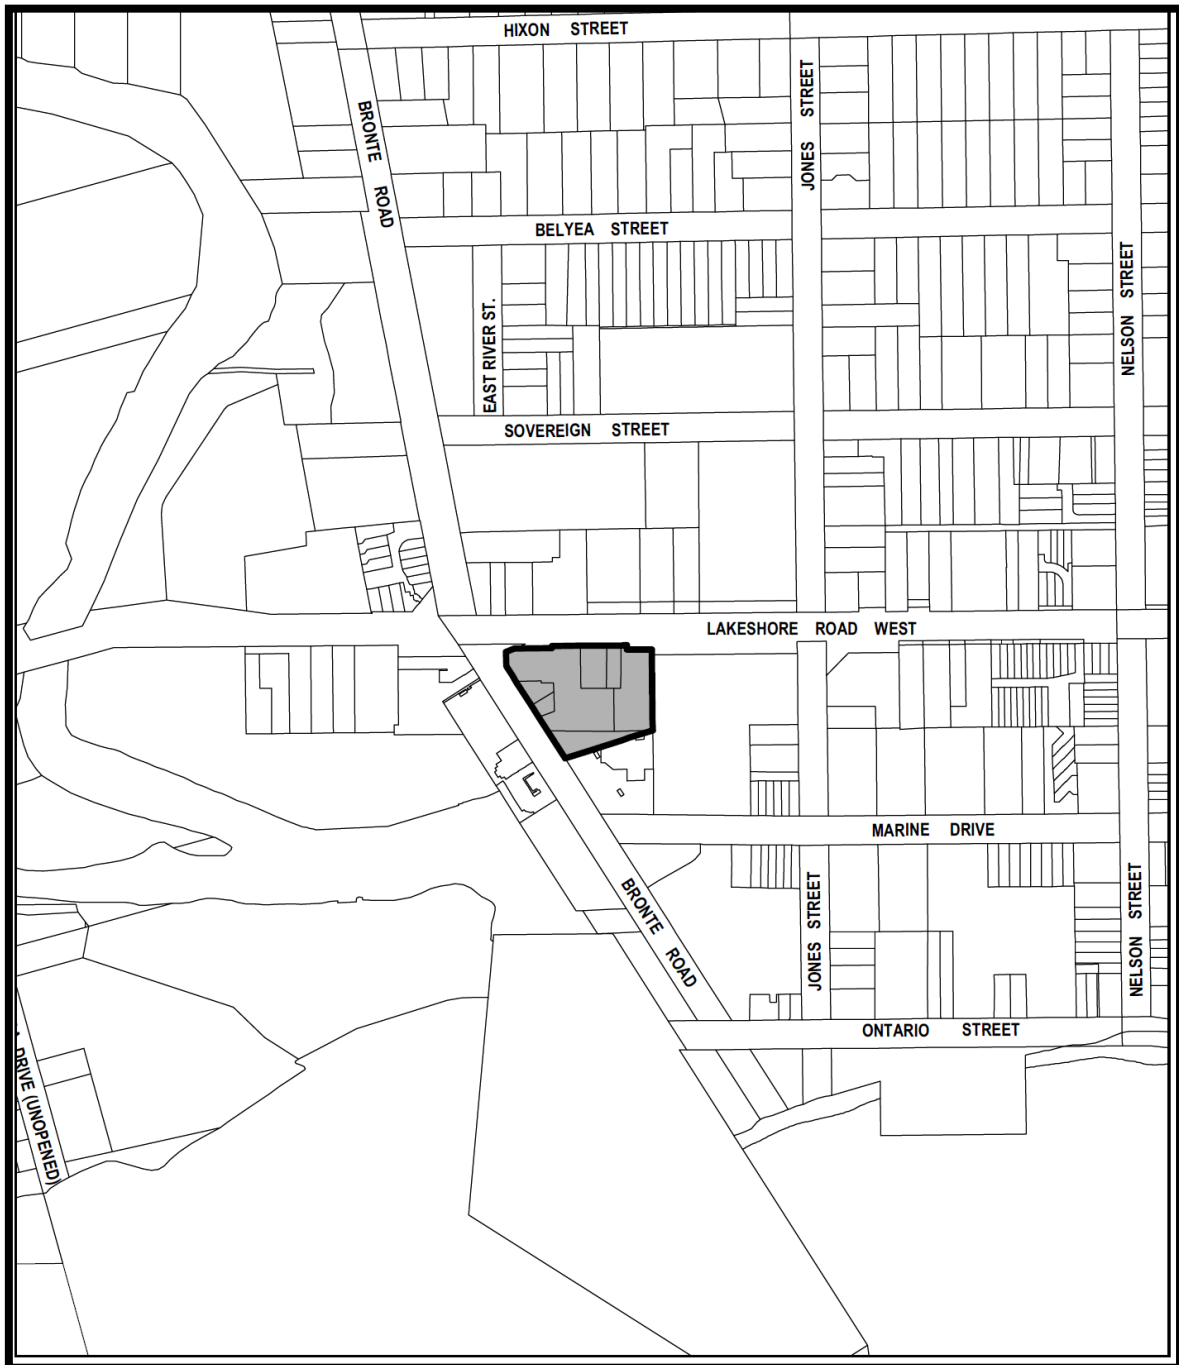 HIXON STREET
BRONTE ROAD
JONES STREET
BELYEA STREET
NELSON STREET
EAST RIVER ST.
SOVEREIGN STREET
LAKESHORE ROAD WEST
MARINE DRIVE
BRONTE ROAD
JONES STREET
NELSON STREET
ONTARIO STREET
DRIVE (UNOPENED)